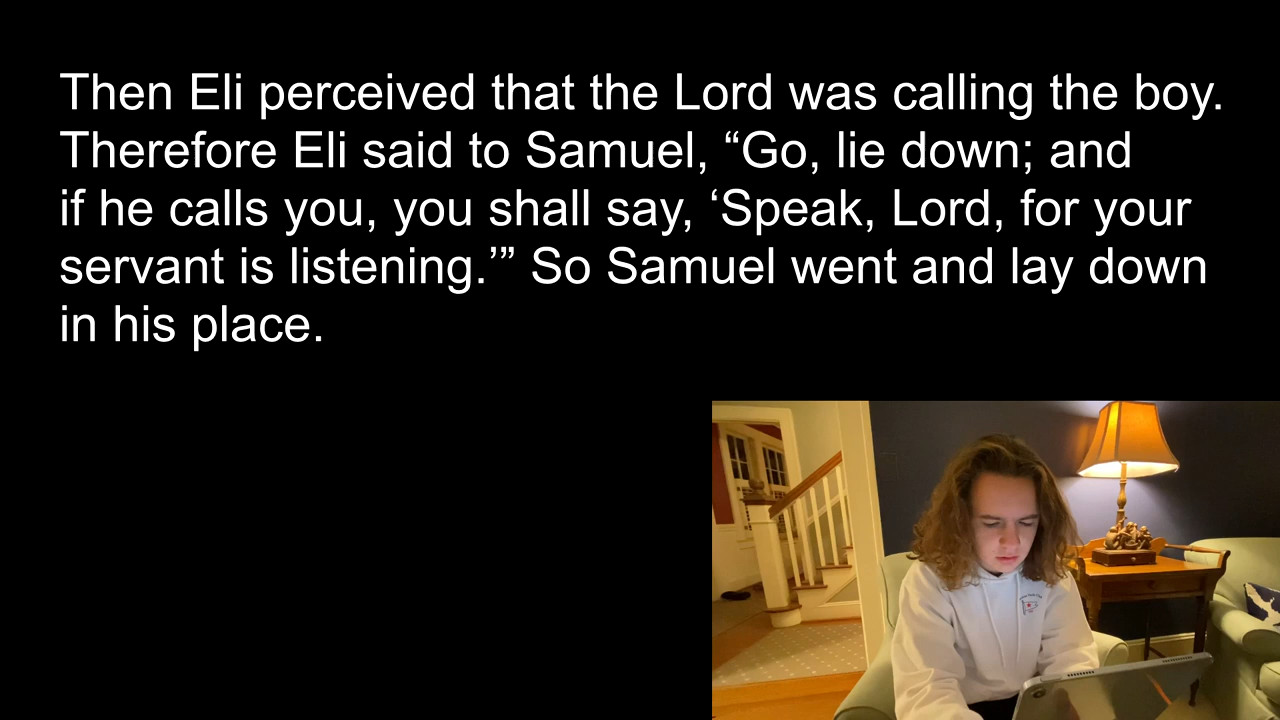 Then Eli perceived that the Lord was calling the boy.
Therefore Eli said to Samuel, “Go, lie down; and
if he calls you, you shall say, ‘Speak, Lord, for your
servant is listening.’” So Samuel went and lay down
in his place.